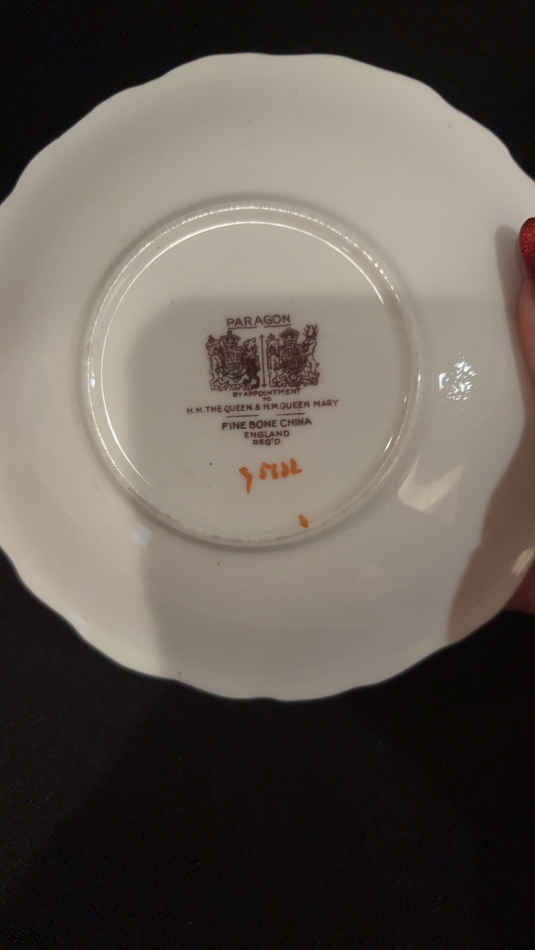 PARAGON
BY APPOINTMENT
TO
H.M. THE QUEEN & H.M. QUEEN MARY
FINE BONE CHINA
ENGLAND
REG'D